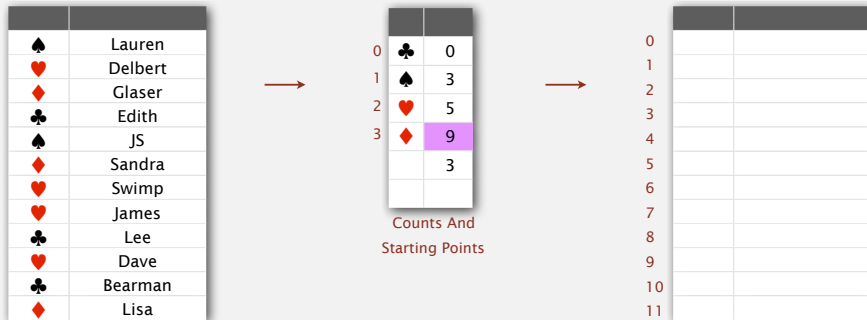 ♠ Lauren
♥ Delbert
♦ Glaser
♣ Edith
♠ JS
♦ Sandra
♥ Swimp
♥ James
♣ Lee
♥ Dave
♣ Bearman
♦ Lisa
0 ♣ 0
1 ♠ 3
2 ♥ 5
3 ♦ 9
3
Counts And
Starting Points
0
1
2
3
4
5
6
7
8
9
10
11